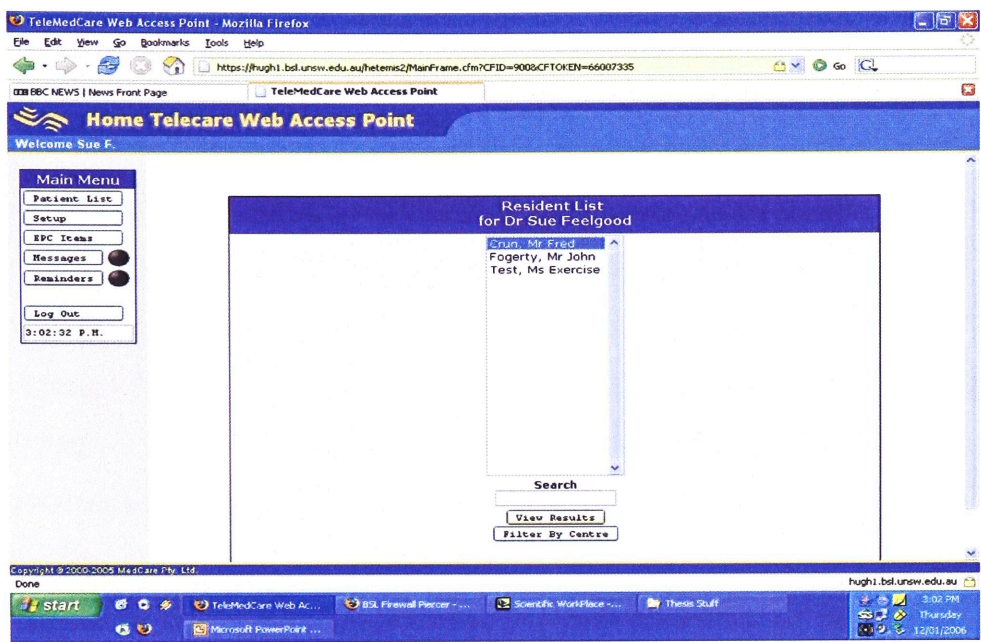 TeleMedCare Web Access Point - Mozilla Firefox
File Edit View Go Bookmarks Tools Help
https://hugh1.bsl.unsw.edu.au/hetemis2/MainFrame.cfm?CFID=900&CFTOKEN=66007335
Go
BBC NEWS | News Front Page
TeleMedCare Web Access Point
Home Telecare Web Access Point
Welcome Sue F.
Main Menu
Patient List
Setup
EPC Items
Messages
Reminders
Log Out
3:02:32 P.M.
Resident List
for Dr Sue Feelgood
Crun, Mr Fred
Fogerty, Mr John
Test, Ms Exercise
Search
View Results
Filter By Centre
Copyright © 2000-2005 MedCare Pty. Ltd.
Done
hugh1.bsl.unsw.edu.au
start
TeleMedCare Web Ac...
BSL Firewall Piercer - ...
Scientific WorkPlace -...
Thesis Stuff
Microsoft PowerPoint ...
3:02 PM
Thursday
12/01/2006